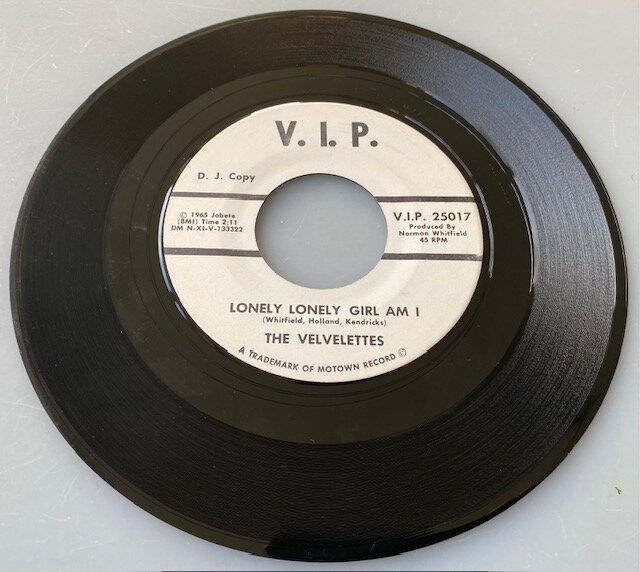 V. I. P.
D. J. Copy
© 1965 Jobete
(BMI) Time 2:11
DM N-XI-V-133322
V.I.P. 25017
Produced By
Norman Whitfield
45 RPM
LONELY LONELY GIRL AM I
(Whitfield, Holland, Kendricks)
THE VELVELETTES
A TRADEMARK OF MOTOWN RECORD ©